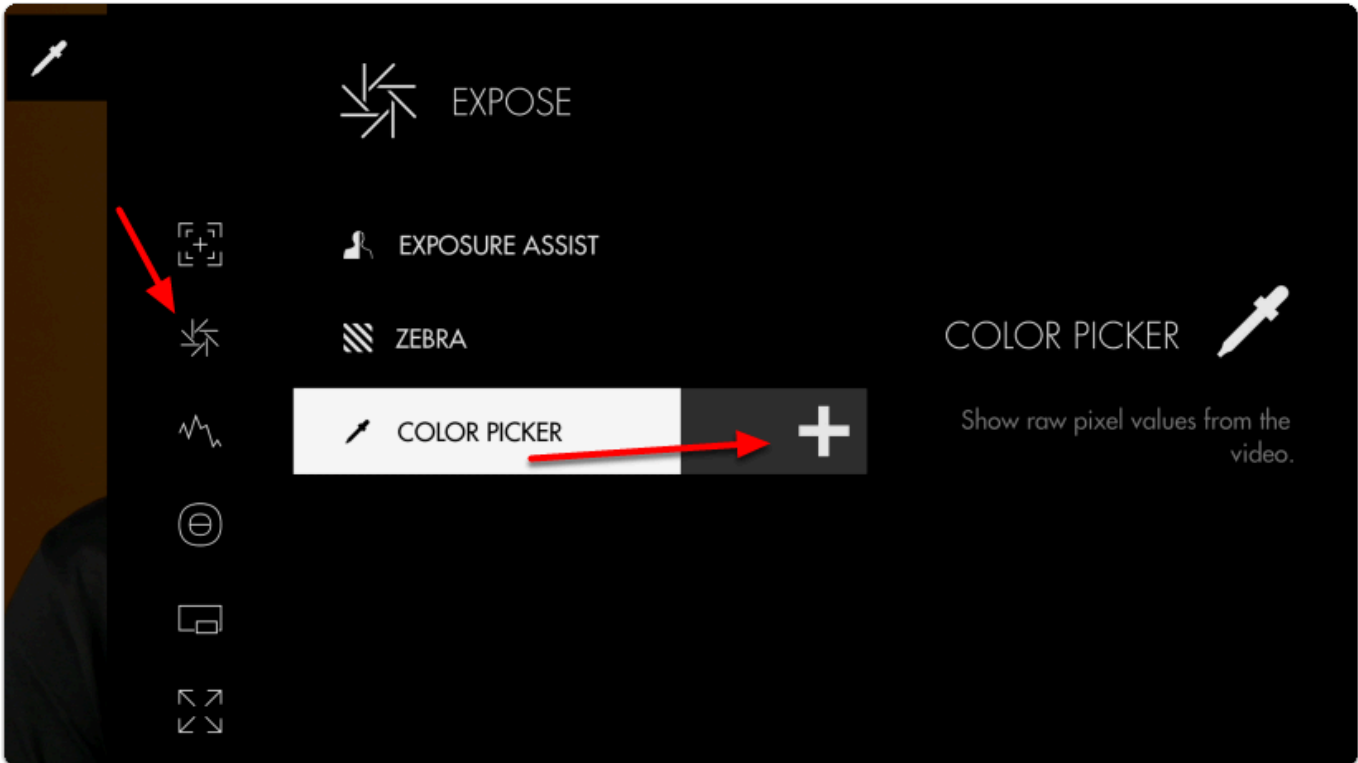 EXPOSE
EXPOSURE ASSIST
ZEBRA
COLOR PICKER
COLOR PICKER
Show raw pixel values from the
video.